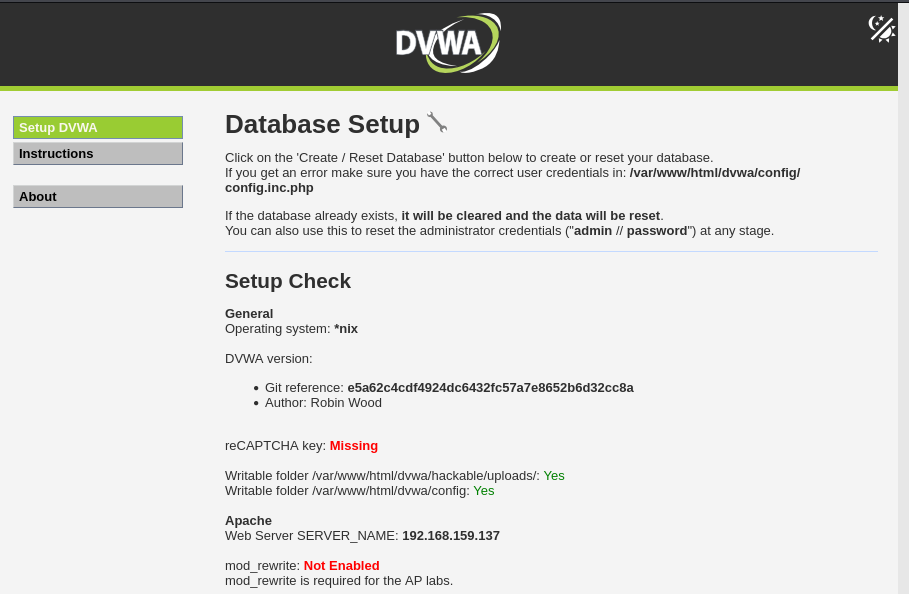 DVWA
Setup DVWA
Instructions
About
Database Setup
Click on the 'Create / Reset Database' button below to create or reset your database.
If you get an error make sure you have the correct user credentials in: /var/www/html/dvwa/config/
config.inc.php
If the database already exists, it will be cleared and the data will be reset.
You can also use this to reset the administrator credentials ("admin // password") at any stage.
Setup Check
General
Operating system: *nix
DVWA version:
• Git reference: e5a62c4cdf4924dc6432fc57a7e8652b6d32cc8a
• Author: Robin Wood
reCAPTCHA key: Missing
Writable folder /var/www/html/dvwa/hackable/uploads/: Yes
Writable folder /var/www/html/dvwa/config: Yes
Apache
Web Server SERVER_NAME: 192.168.159.137
mod_rewrite: Not Enabled
mod_rewrite is required for the AP labs.